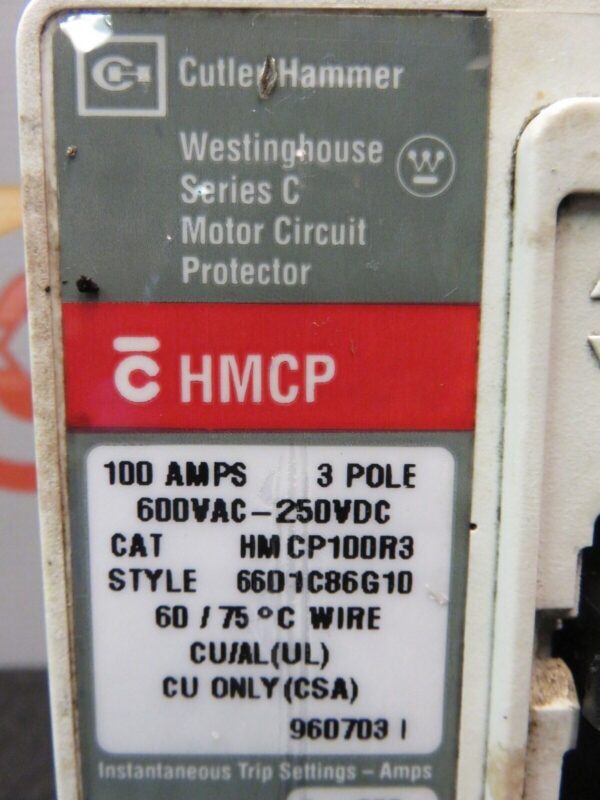 Cutler-Hammer
Westinghouse
Series C
Motor Circuit
Protector
W
C HMCP
100 AMPS 3 POLE
600VAC-250VDC
CAT HMCP100R3
STYLE 6601C86G10
60 / 75 °C WIRE
CU/AL(UL)
CU ONLY(CSA)
960703 I
Instantaneous Trip Settings – Amps